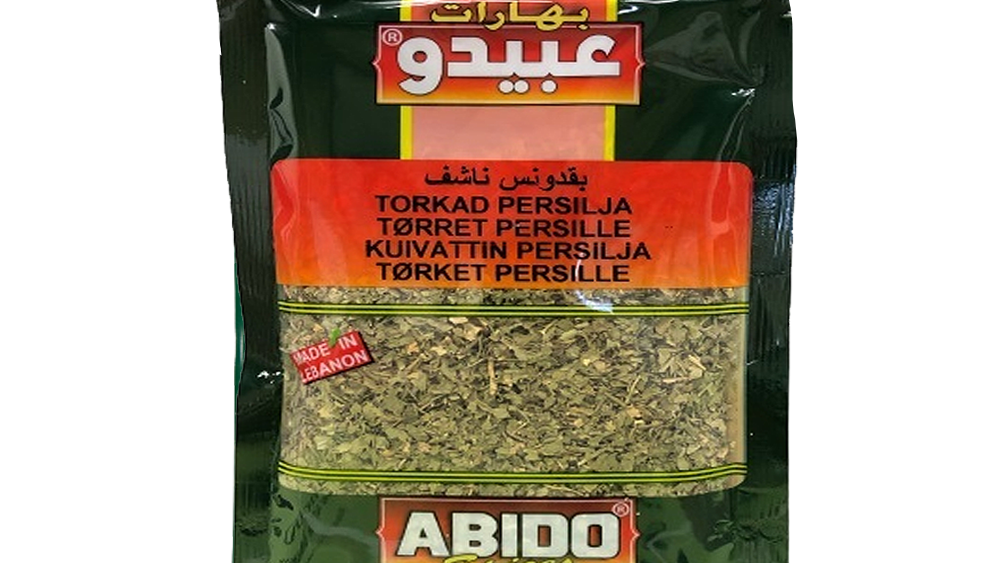 بهارات
عبيدو ®
بقدونس ناشف
TORKAD PERSILJA
TØRRET PERSILLE
KUIVATTIN PERSILJA
TØRKET PERSILLE
MADE IN
LEBANON
ABIDO ®